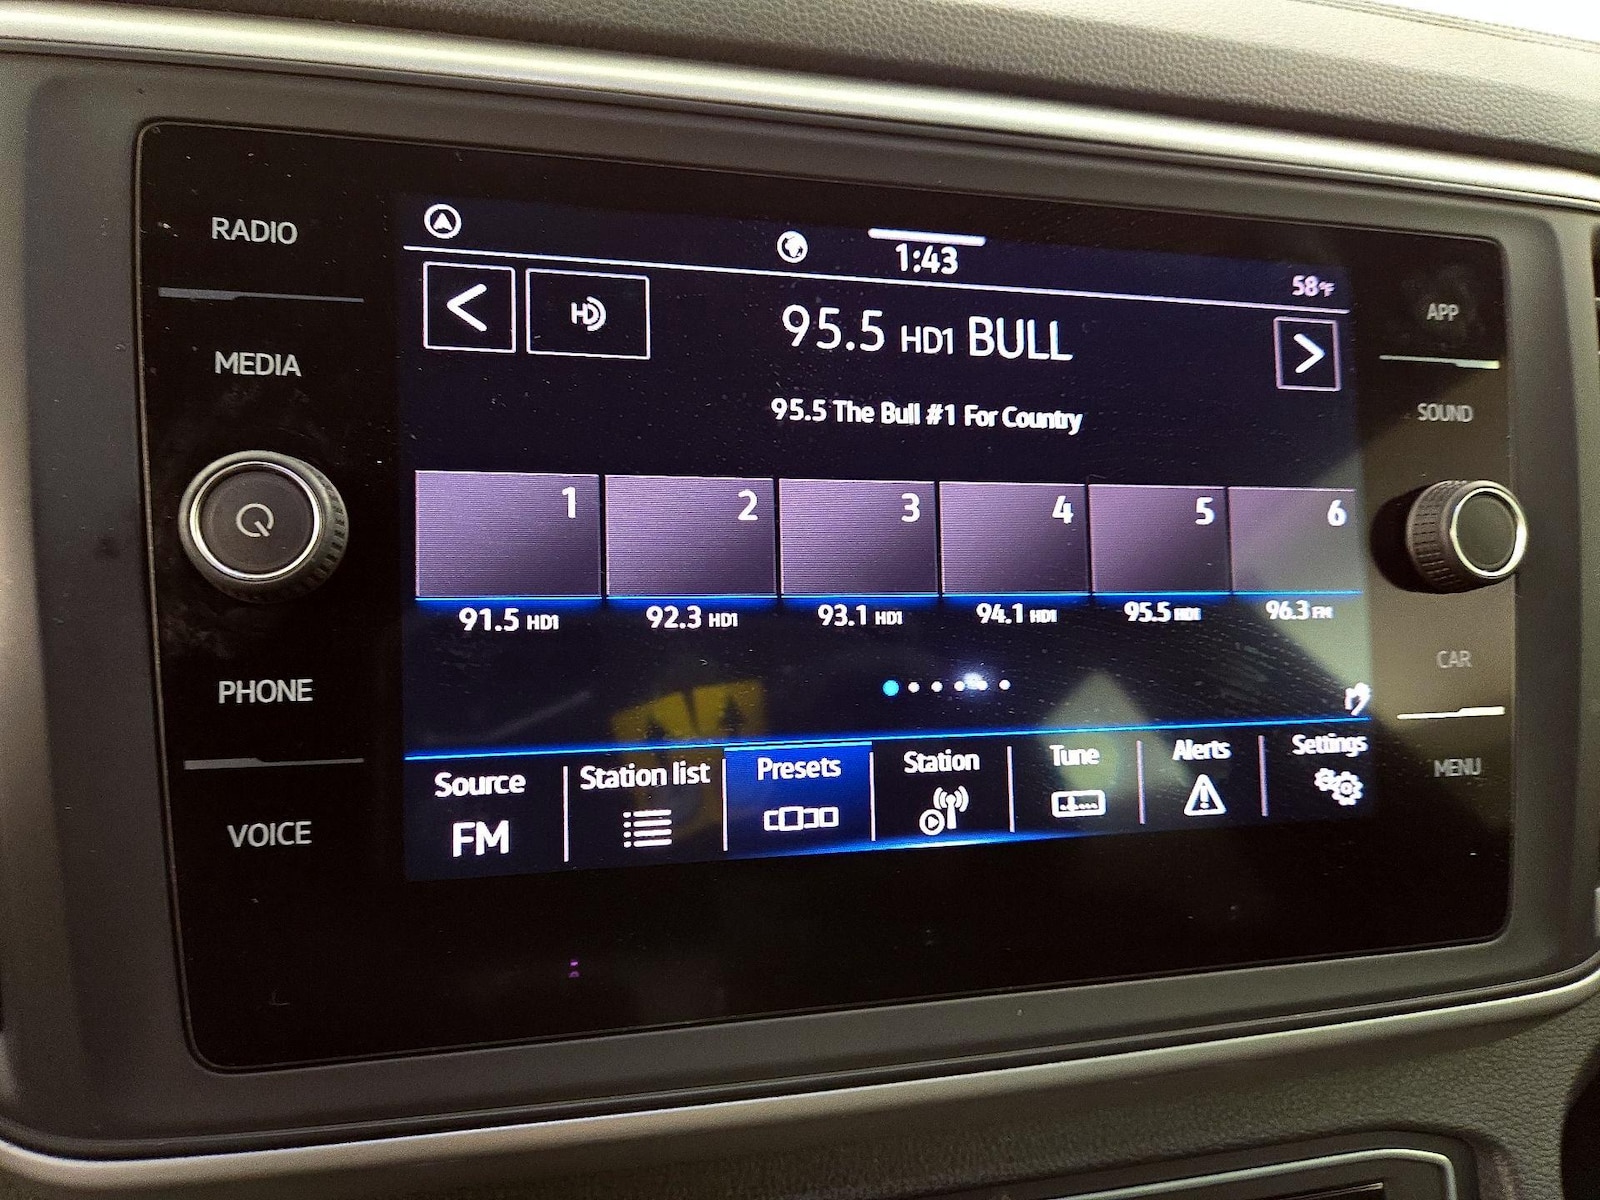 RADIO
MEDIA
PHONE
VOICE
1:43
58°F
HD
95.5 HD1 BULL
95.5 The Bull #1 For Country
1 2 3 4 5 6
91.5 HD1 92.3 HD1 93.1 HD1 94.1 HD1 95.5 HD1 96.3 FM
Source Station list Presets Station Tune Alerts Settings
FM
APP
SOUND
CAR
MENU